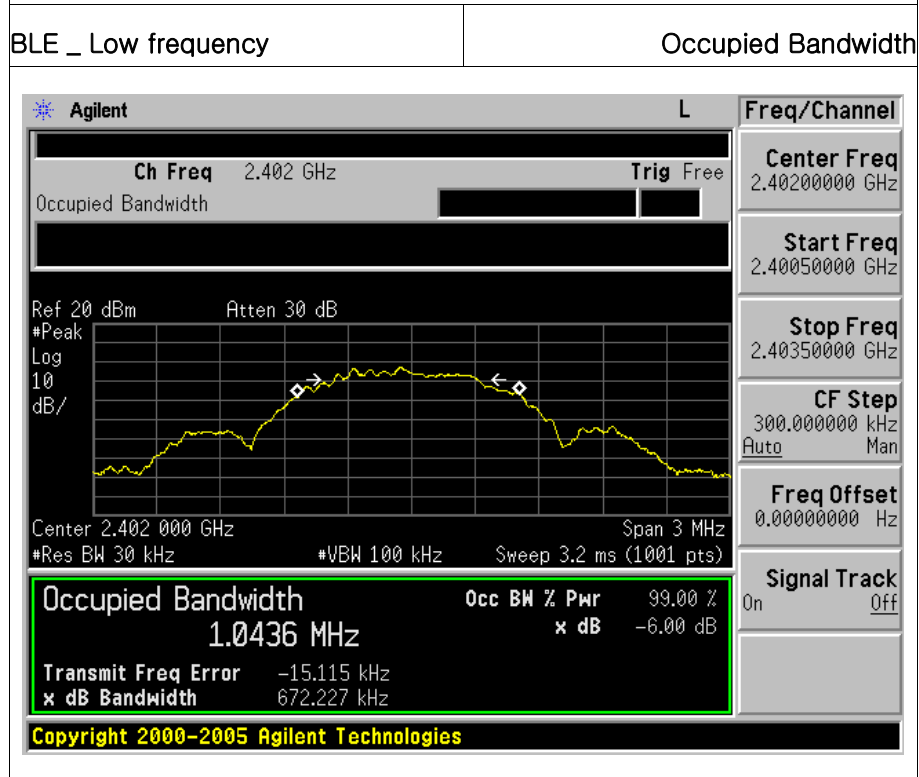 BLE _ Low frequency Occupied Bandwidth
Agilent L Freq/Channel
Ch Freq 2.402 GHz Trig Free
Occupied Bandwidth
Center Freq
2.40200000 GHz
Start Freq
2.40050000 GHz
Stop Freq
2.40350000 GHz
CF Step
300.000000 kHz
Auto Man
Freq Offset
0.00000000 Hz
Signal Track
On Off
Ref 20 dBm Atten 30 dB
#Peak
Log
10
dB/
Center 2.402 000 GHz Span 3 MHz
#Res BW 30 kHz #VBW 100 kHz Sweep 3.2 ms (1001 pts)
Occupied Bandwidth Occ BW % Pwr 99.00 %
1.0436 MHz x dB -6.00 dB
Transmit Freq Error -15.115 kHz
x dB Bandwidth 672.227 kHz
Copyright 2000-2005 Agilent Technologies